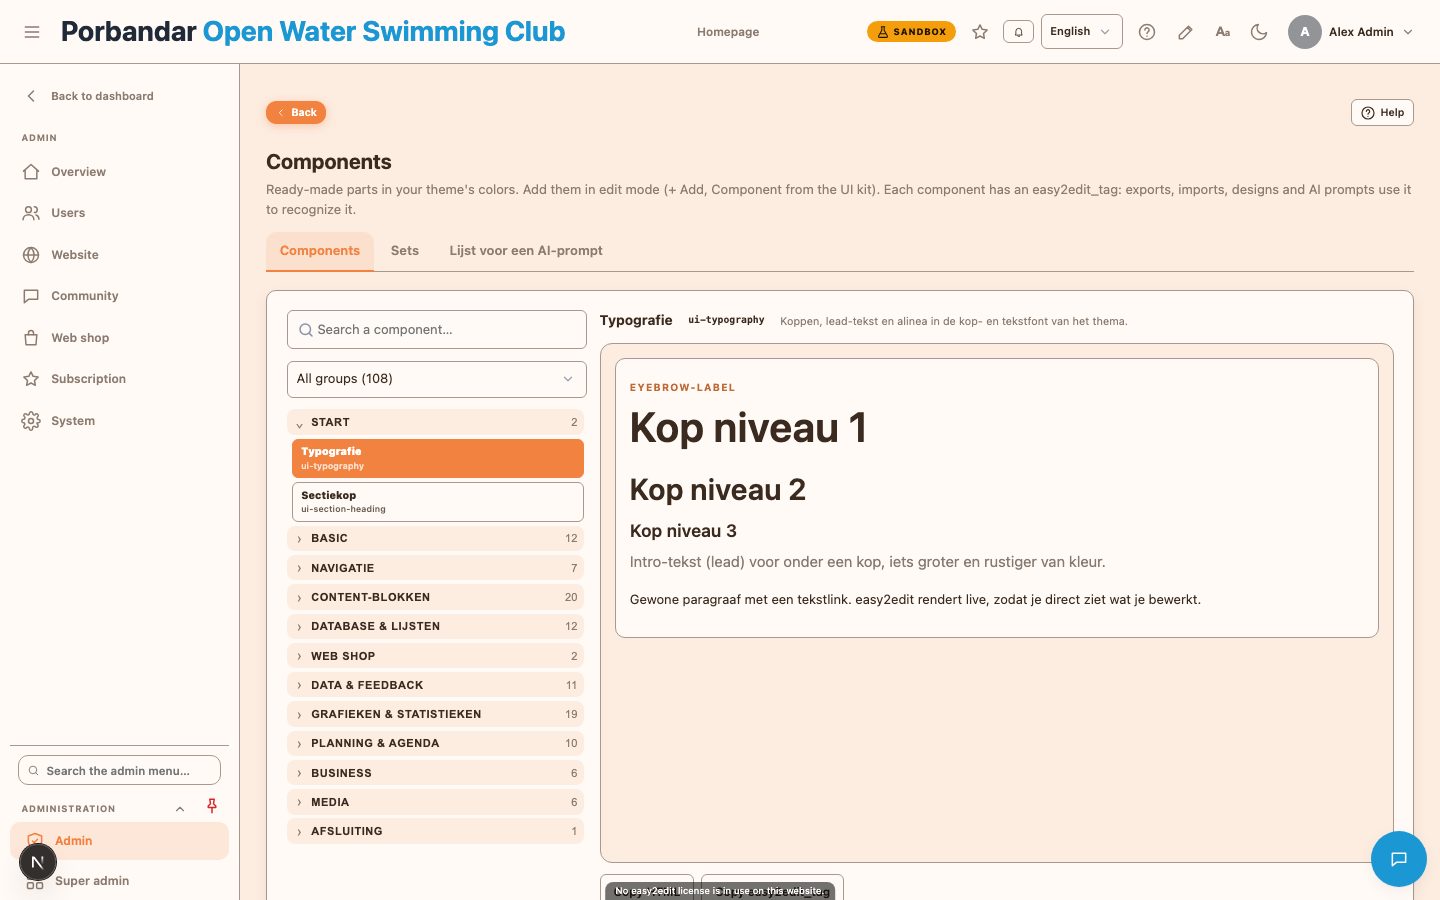 Porbandar Open Water Swimming Club
Homepage
SANDBOX
English
Aa
A
Alex Admin
Back to dashboard
ADMIN
Overview
Users
Website
Community
Web shop
Subscription
System
Search the admin menu...
ADMINISTRATION
Admin
N
Super admin
Back
Help
Components
Ready-made parts in your theme's colors. Add them in edit mode (+ Add, Component from the UI kit). Each component has an easy2edit_tag: exports, imports, designs and AI prompts use it
to recognize it.
Components
Sets
Lijst voor een AI-prompt
Search a component...
All groups (108)
START 2
Typografie
ui-typography
Sectiekop
ui-section-heading
BASIC 12
NAVIGATIE 7
CONTENT-BLOKKEN 20
DATABASE & LIJSTEN 12
WEB SHOP 2
DATA & FEEDBACK 11
GRAFIEKEN & STATISTIEKEN 19
PLANNING & AGENDA 10
BUSINESS 6
MEDIA 6
AFSLUITING 1
Typografie ui-typography Koppen, lead-tekst en alinea in de kop- en tekstfont van het thema.
EYEBROW-LABEL
Kop niveau 1
Kop niveau 2
Kop niveau 3
Intro-tekst (lead) voor onder een kop, iets groter en rustiger van kleur.
Gewone paragraaf met een tekstlink. easy2edit rendert live, zodat je direct ziet wat je bewerkt.
No easy2edit license is in use on this website.